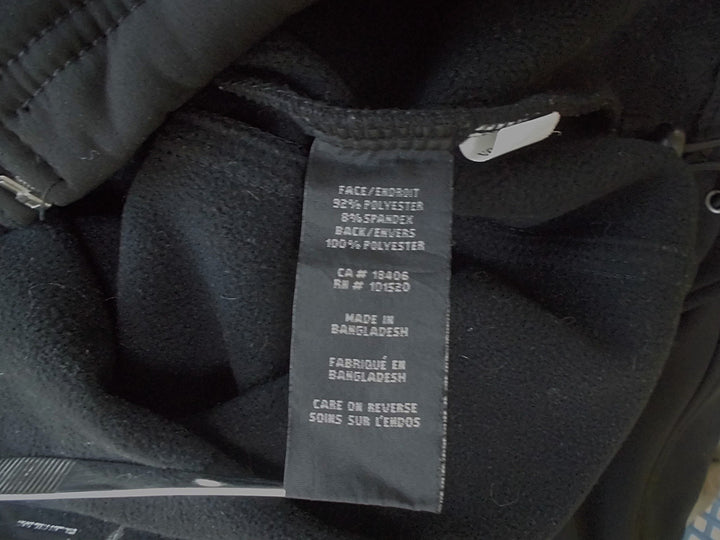 FACE/ENDROIT
92% POLYESTER
8% SPANDEX
BACK/ENVERS
100% POLYESTER
CA # 18406
RN # 101520
MADE IN
BANGLADESH
FABRIQUÉ EN
BANGLADESH
CARE ON REVERSE
SOINS SUR L'ENDOS